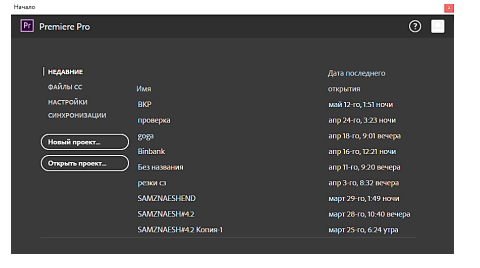 Начало
Pr Premiere Pro
НЕДАВНИЕ
ФАЙЛЫ CC
НАСТРОЙКИ
СИНХРОНИЗАЦИИ
Новый проект...
Открыть проект...
Имя
Дата последнего
открытия
BKP май 12-го, 1:51 ночи
проверка апр 24-го, 3:23 ночи
goga апр 18-го, 9:01 вечера
Binbank апр 16-го, 12:21 ночи
Без названия апр 11-го, 9:20 вечера
резки сз апр 3-го, 8:32 вечера
SAMZNAESHEND март 29-го, 1:49 ночи
SAMZNAESH#4.2 март 28-го, 10:40 вечера
SAMZNAESH#4.2 Копия-1 март 25-го, 6:24 утра